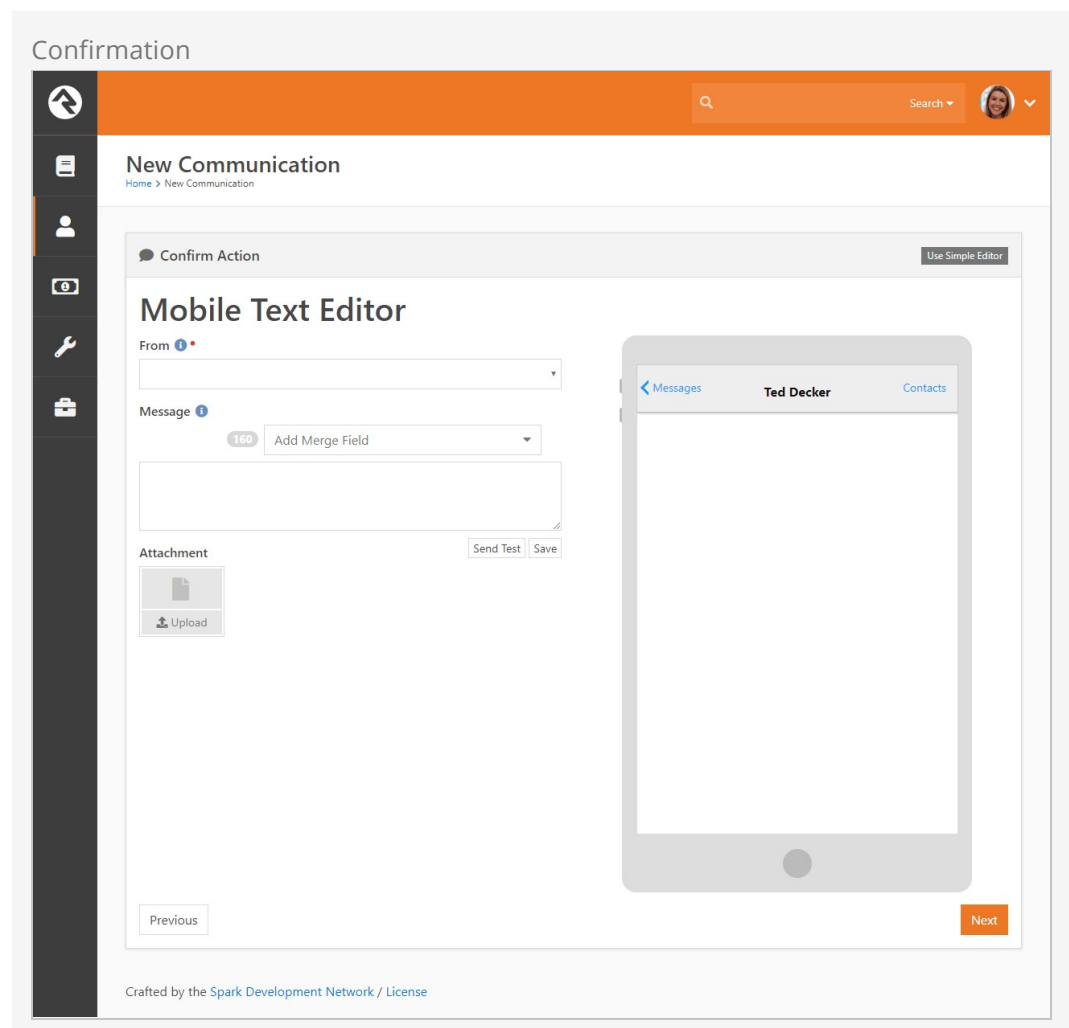 Confirmation
Search
New Communication
Home > New Communication
Confirm Action
Use Simple Editor
Mobile Text Editor
From
Message
160 Add Merge Field
Attachment
Send Test Save
Upload
Messages Ted Decker Contacts
Previous
Next
Crafted by the Spark Development Network / License